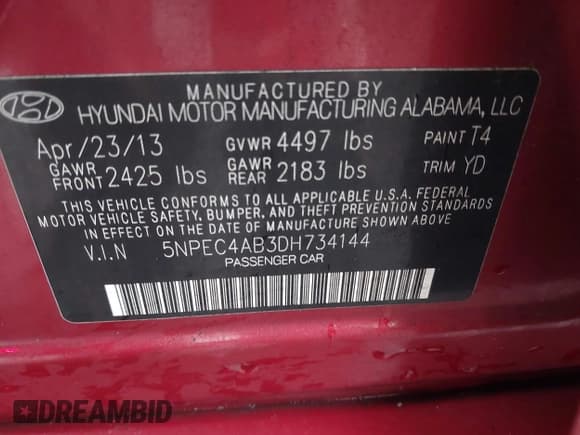 MANUFACTURED BY
HYUNDAI MOTOR MANUFACTURING ALABAMA, LLC
Apr/23/13 GVWR 4497 lbs PAINT T4
GAWR FRONT 2425 lbs GAWR REAR 2183 lbs TRIM YD
THIS VEHICLE CONFORMS TO ALL APPLICABLE U.S.A. FEDERAL
MOTOR VEHICLE SAFETY, BUMPER, AND THEFT PREVENTION STANDARDS
IN EFFECT ON THE DATE OF MANUFACTURE SHOWN ABOVE.
V.I.N 5NPEC4AB3DH734144
PASSENGER CAR
DREAMBID